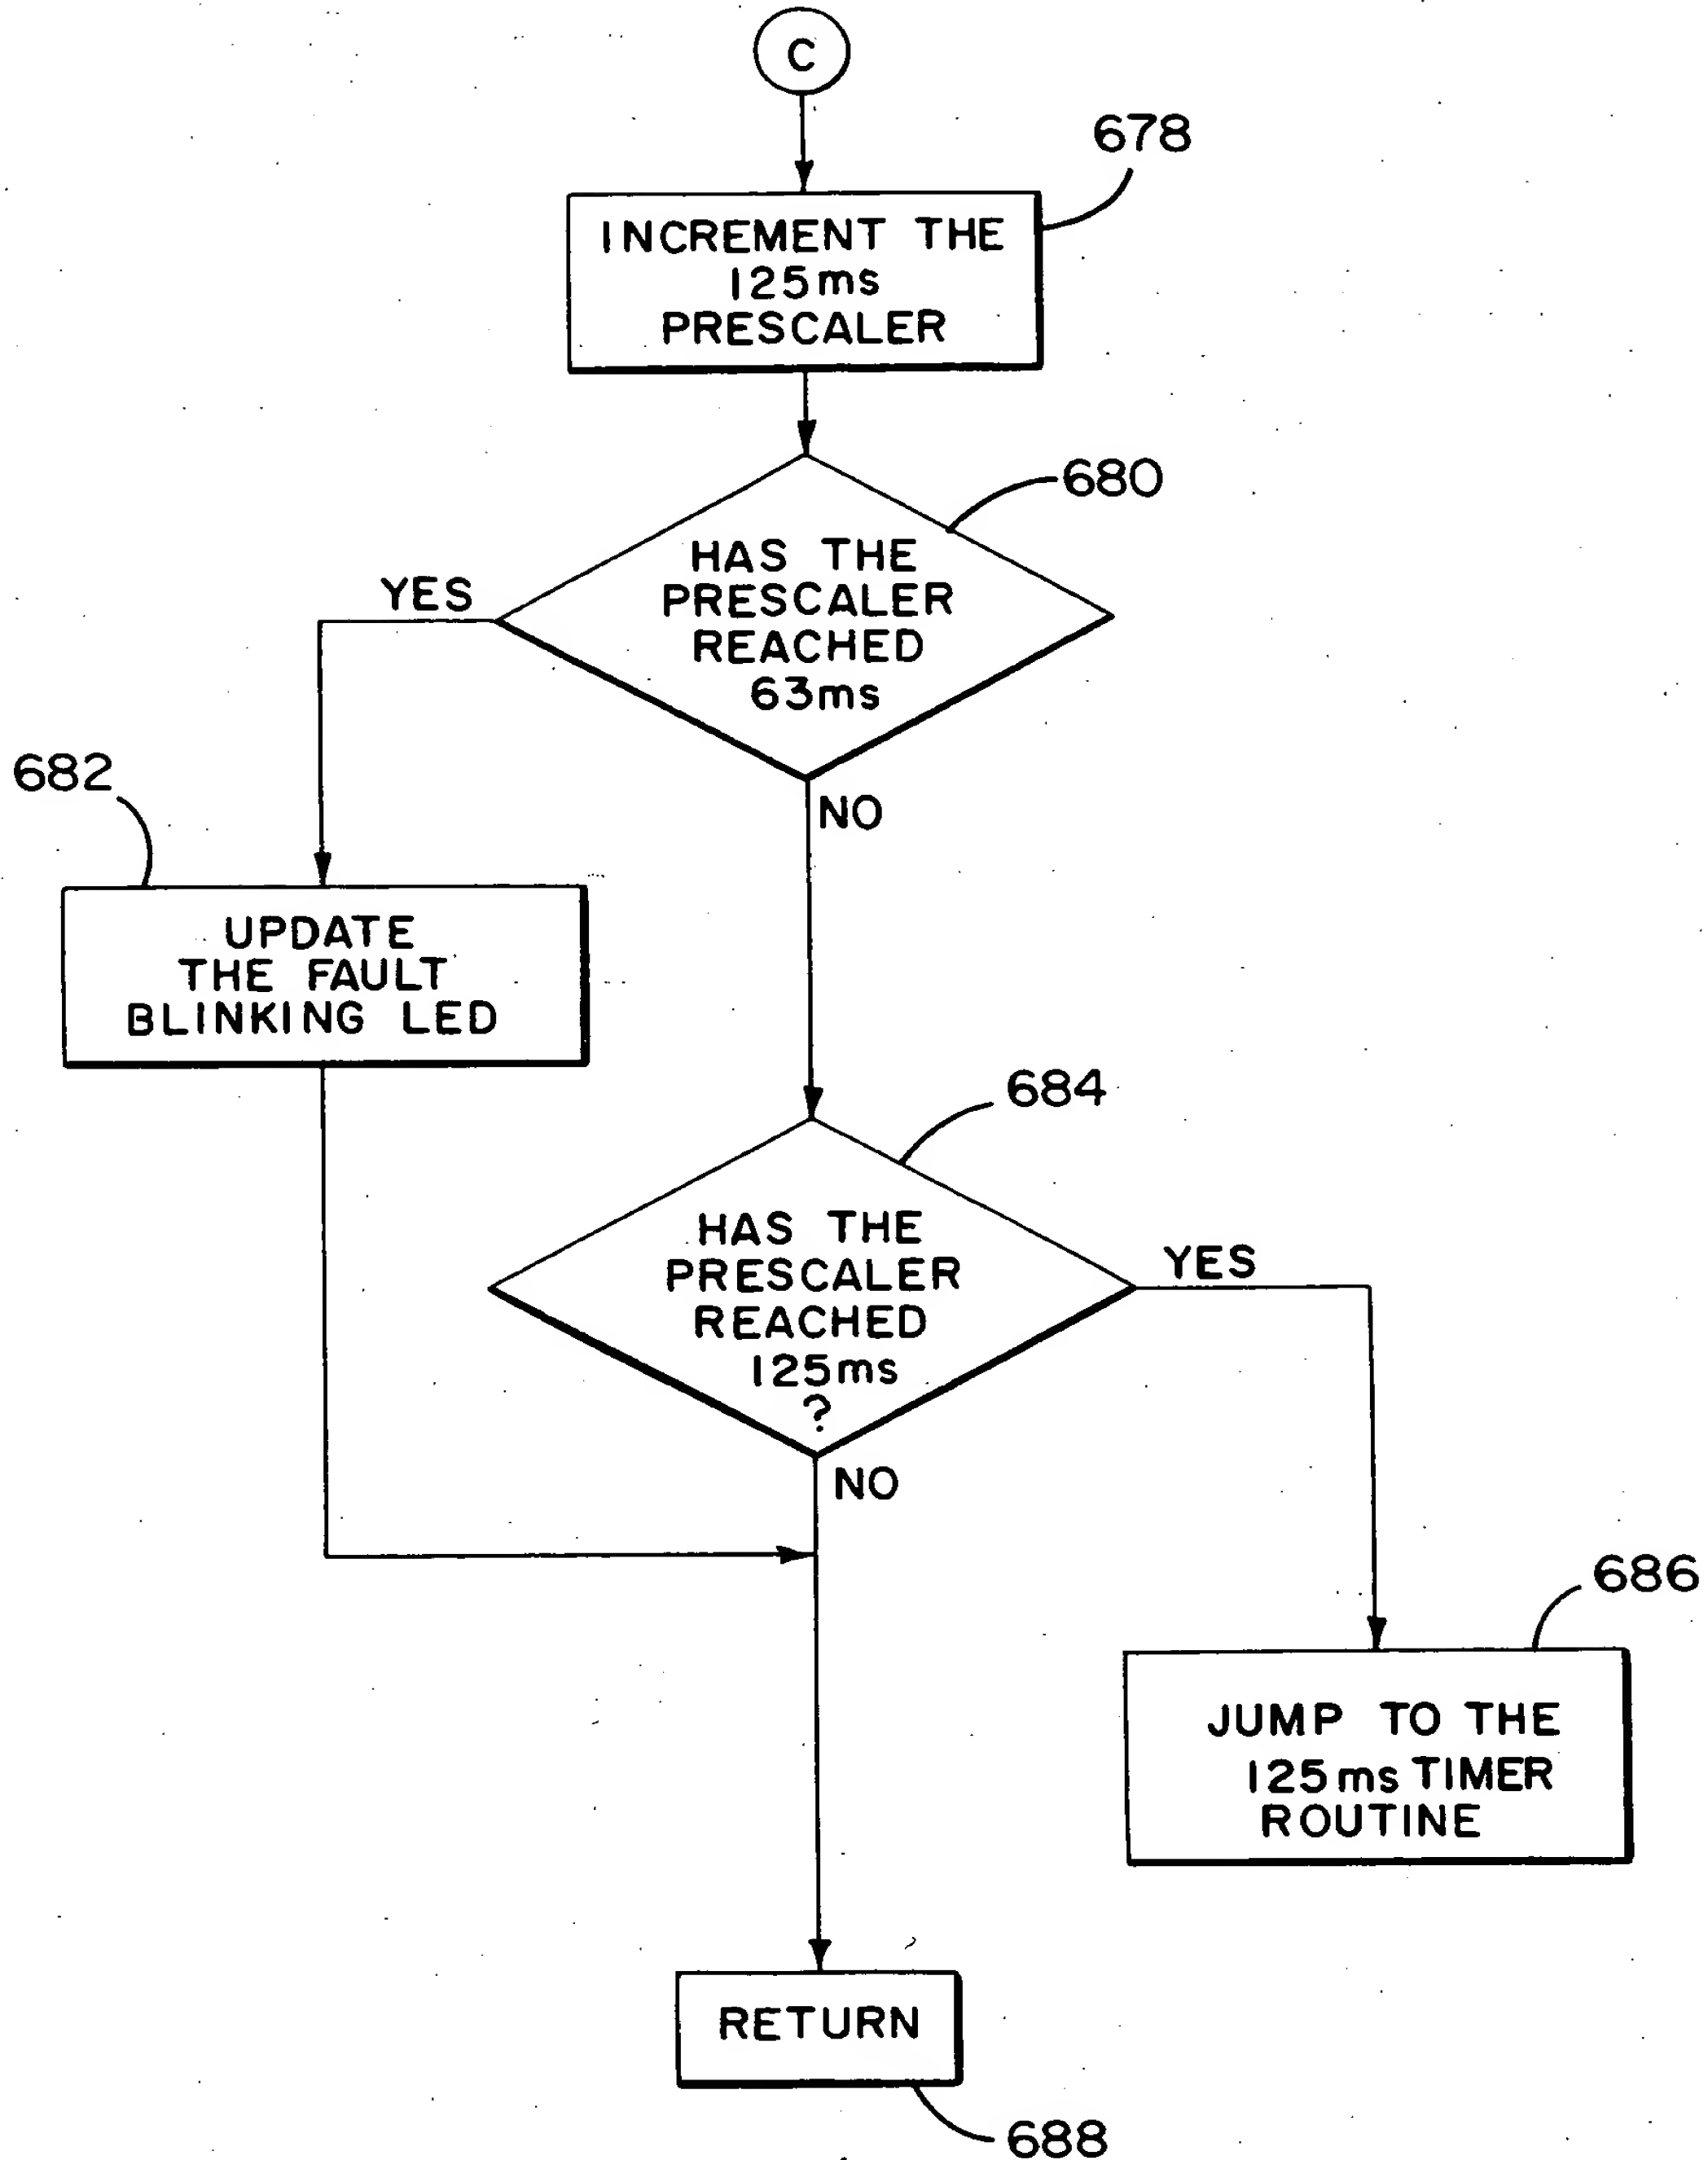 C
678
INCREMENT THE
125ms
PRESCALER
680
HAS THE
PRESCALER
REACHED
63ms
YES
NO
682
UPDATE
THE FAULT
BLINKING LED
684
HAS THE
PRESCALER
REACHED
125ms
?
YES
NO
686
JUMP TO THE
125ms TIMER
ROUTINE
RETURN
688